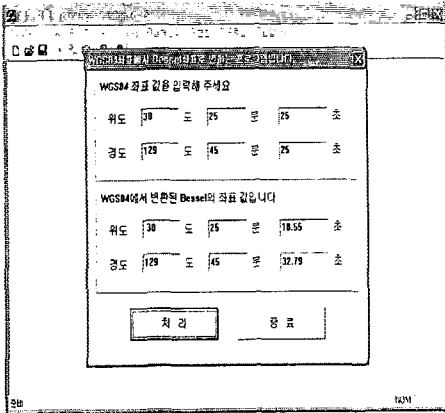 WGS84 좌표 값을 입력해 주세요
위도 38 도 25 분 25 초
경도 129 도 45 분 25 초
WGS84에서 변환된 Bessel의 좌표 값입니다
위도 38 도 25 분 18.55 초
경도 129 도 45 분 32.79 초
처 리 종 료
준비 NUM